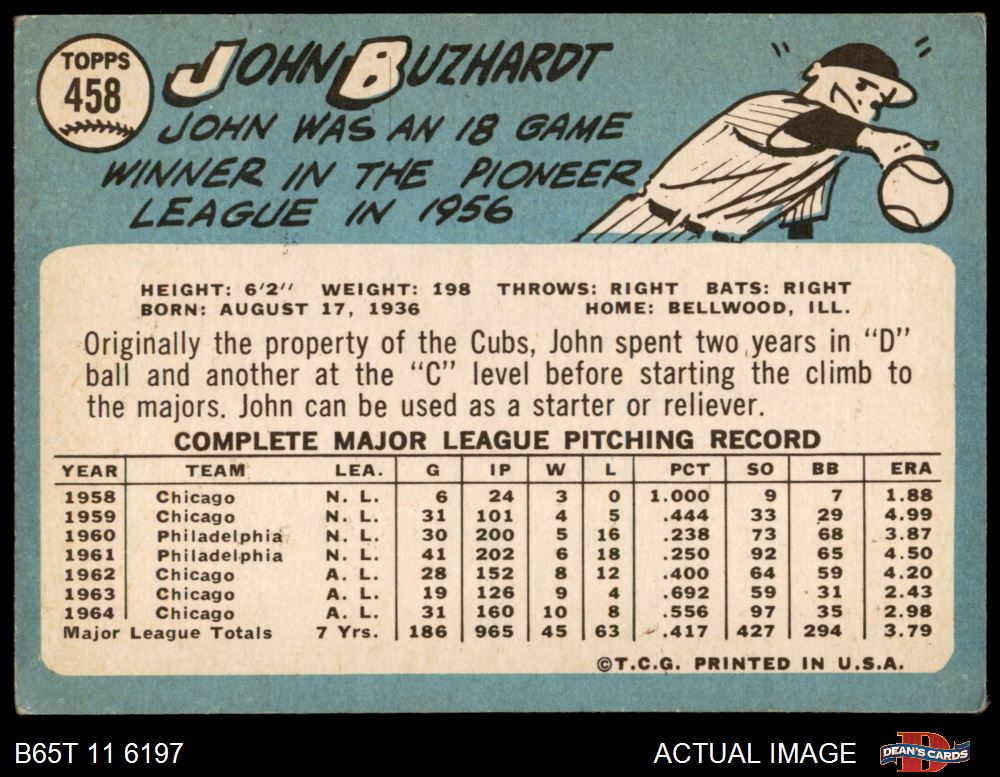 TOPPS
458
JOHN BUZHARDT
JOHN WAS AN 18 GAME
WINNER IN THE PIONEER
LEAGUE IN 1956
HEIGHT: 6'2" WEIGHT: 198 THROWS: RIGHT BATS: RIGHT
BORN: AUGUST 17, 1936 HOME: BELLWOOD, ILL.
Originally the property of the Cubs, John spent two years in "D"
ball and another at the "C" level before starting the climb to
the majors. John can be used as a starter or reliever.
COMPLETE MAJOR LEAGUE PITCHING RECORD
YEAR TEAM LEA. G IP W L PCT SO BB ERA
1958 Chicago N. L. 6 24 3 0 1.000 9 7 1.88
1959 Chicago N. L. 31 101 4 5 .444 33 29 4.99
1960 Philadelphia N. L. 30 200 5 16 .238 73 68 3.87
1961 Philadelphia N. L. 41 202 6 18 .250 92 65 4.50
1962 Chicago A. L. 28 152 8 12 .400 64 59 4.20
1963 Chicago A. L. 19 126 9 4 .692 59 31 2.43
1964 Chicago A. L. 31 160 10 8 .556 97 35 2.98
Major League Totals 7 Yrs. 186 965 45 63 .417 427 294 3.79
©T.C.G. PRINTED IN U.S.A.
B65T 11 6197 ACTUAL IMAGE D DEAN'S CARDS